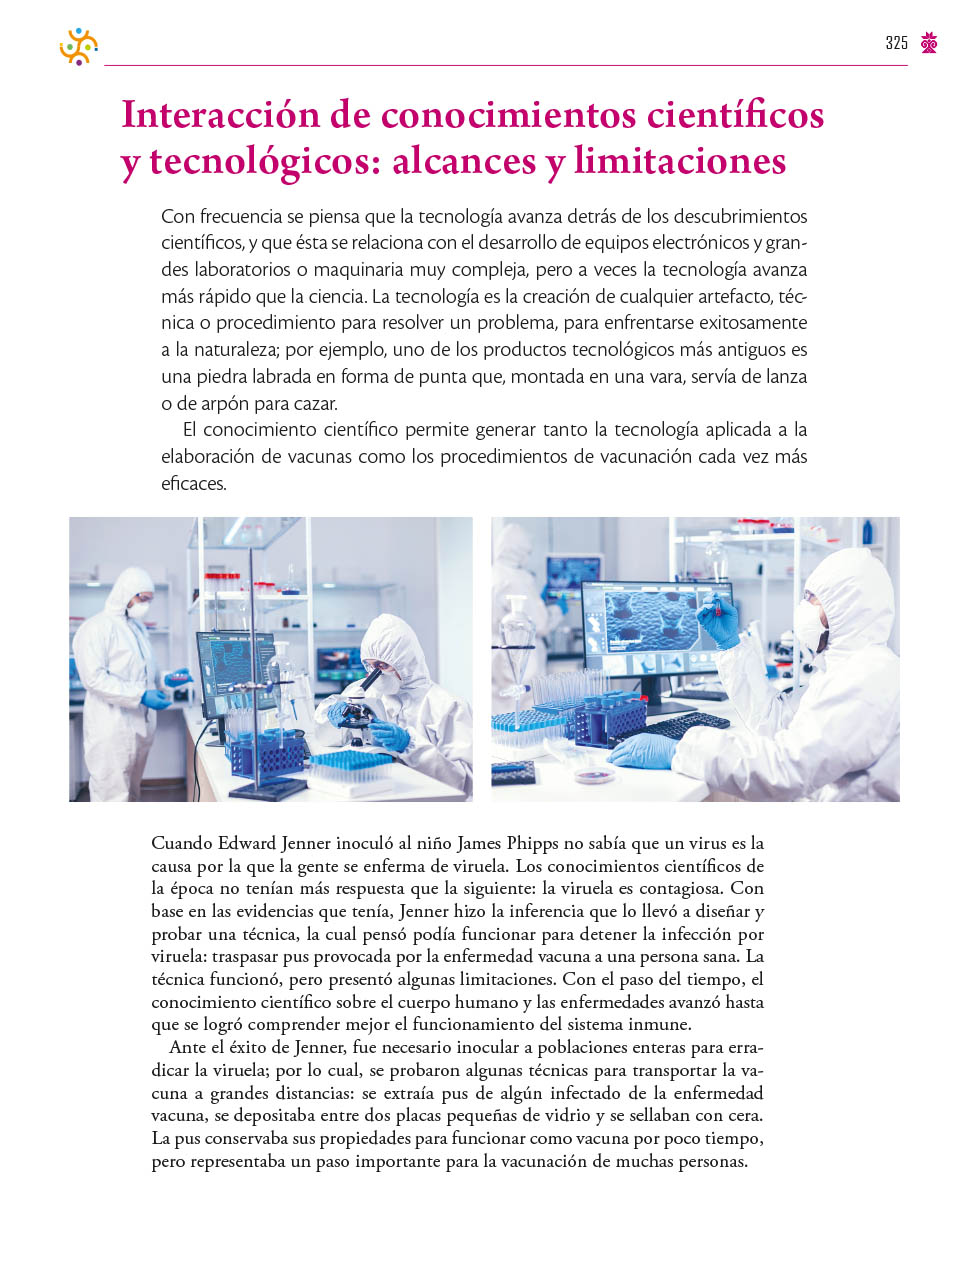 325
Interacción de conocimientos científicos
y tecnológicos: alcances y limitaciones
Con frecuencia se piensa que la tecnología avanza detrás de los descubrimientos
científicos, y que ésta se relaciona con el desarrollo de equipos electrónicos y gran-
des laboratorios o maquinaria muy compleja, pero a veces la tecnología avanza
más rápido que la ciencia. La tecnología es la creación de cualquier artefacto, téc-
nica o procedimiento para resolver un problema, para enfrentarse exitosamente
a la naturaleza; por ejemplo, uno de los productos tecnológicos más antiguos es
una piedra labrada en forma de punta que, montada en una vara, servía de lanza
o de arpón para cazar.
El conocimiento científico permite generar tanto la tecnología aplicada a la
elaboración de vacunas como los procedimientos de vacunación cada vez más
eficaces.
Cuando Edward Jenner inoculó al niño James Phipps no sabía que un virus es la
causa por la que la gente se enferma de viruela. Los conocimientos científicos de
la época no tenían más respuesta que la siguiente: la viruela es contagiosa. Con
base en las evidencias que tenía, Jenner hizo la inferencia que lo llevó a diseñar y
probar una técnica, la cual pensó podía funcionar para detener la infección por
viruela: traspasar pus provocada por la enfermedad vacuna a una persona sana. La
técnica funcionó, pero presentó algunas limitaciones. Con el paso del tiempo, el
conocimiento científico sobre el cuerpo humano y las enfermedades avanzó hasta
que se logró comprender mejor el funcionamiento del sistema inmune.
Ante el éxito de Jenner, fue necesario inocular a poblaciones enteras para erra-
dicar la viruela; por lo cual, se probaron algunas técnicas para transportar la va-
cuna a grandes distancias: se extraía pus de algún infectado de la enfermedad
vacuna, se depositaba entre dos placas pequeñas de vidrio y se sellaban con cera.
La pus conservaba sus propiedades para funcionar como vacuna por poco tiempo,
pero representaba un paso importante para la vacunación de muchas personas.